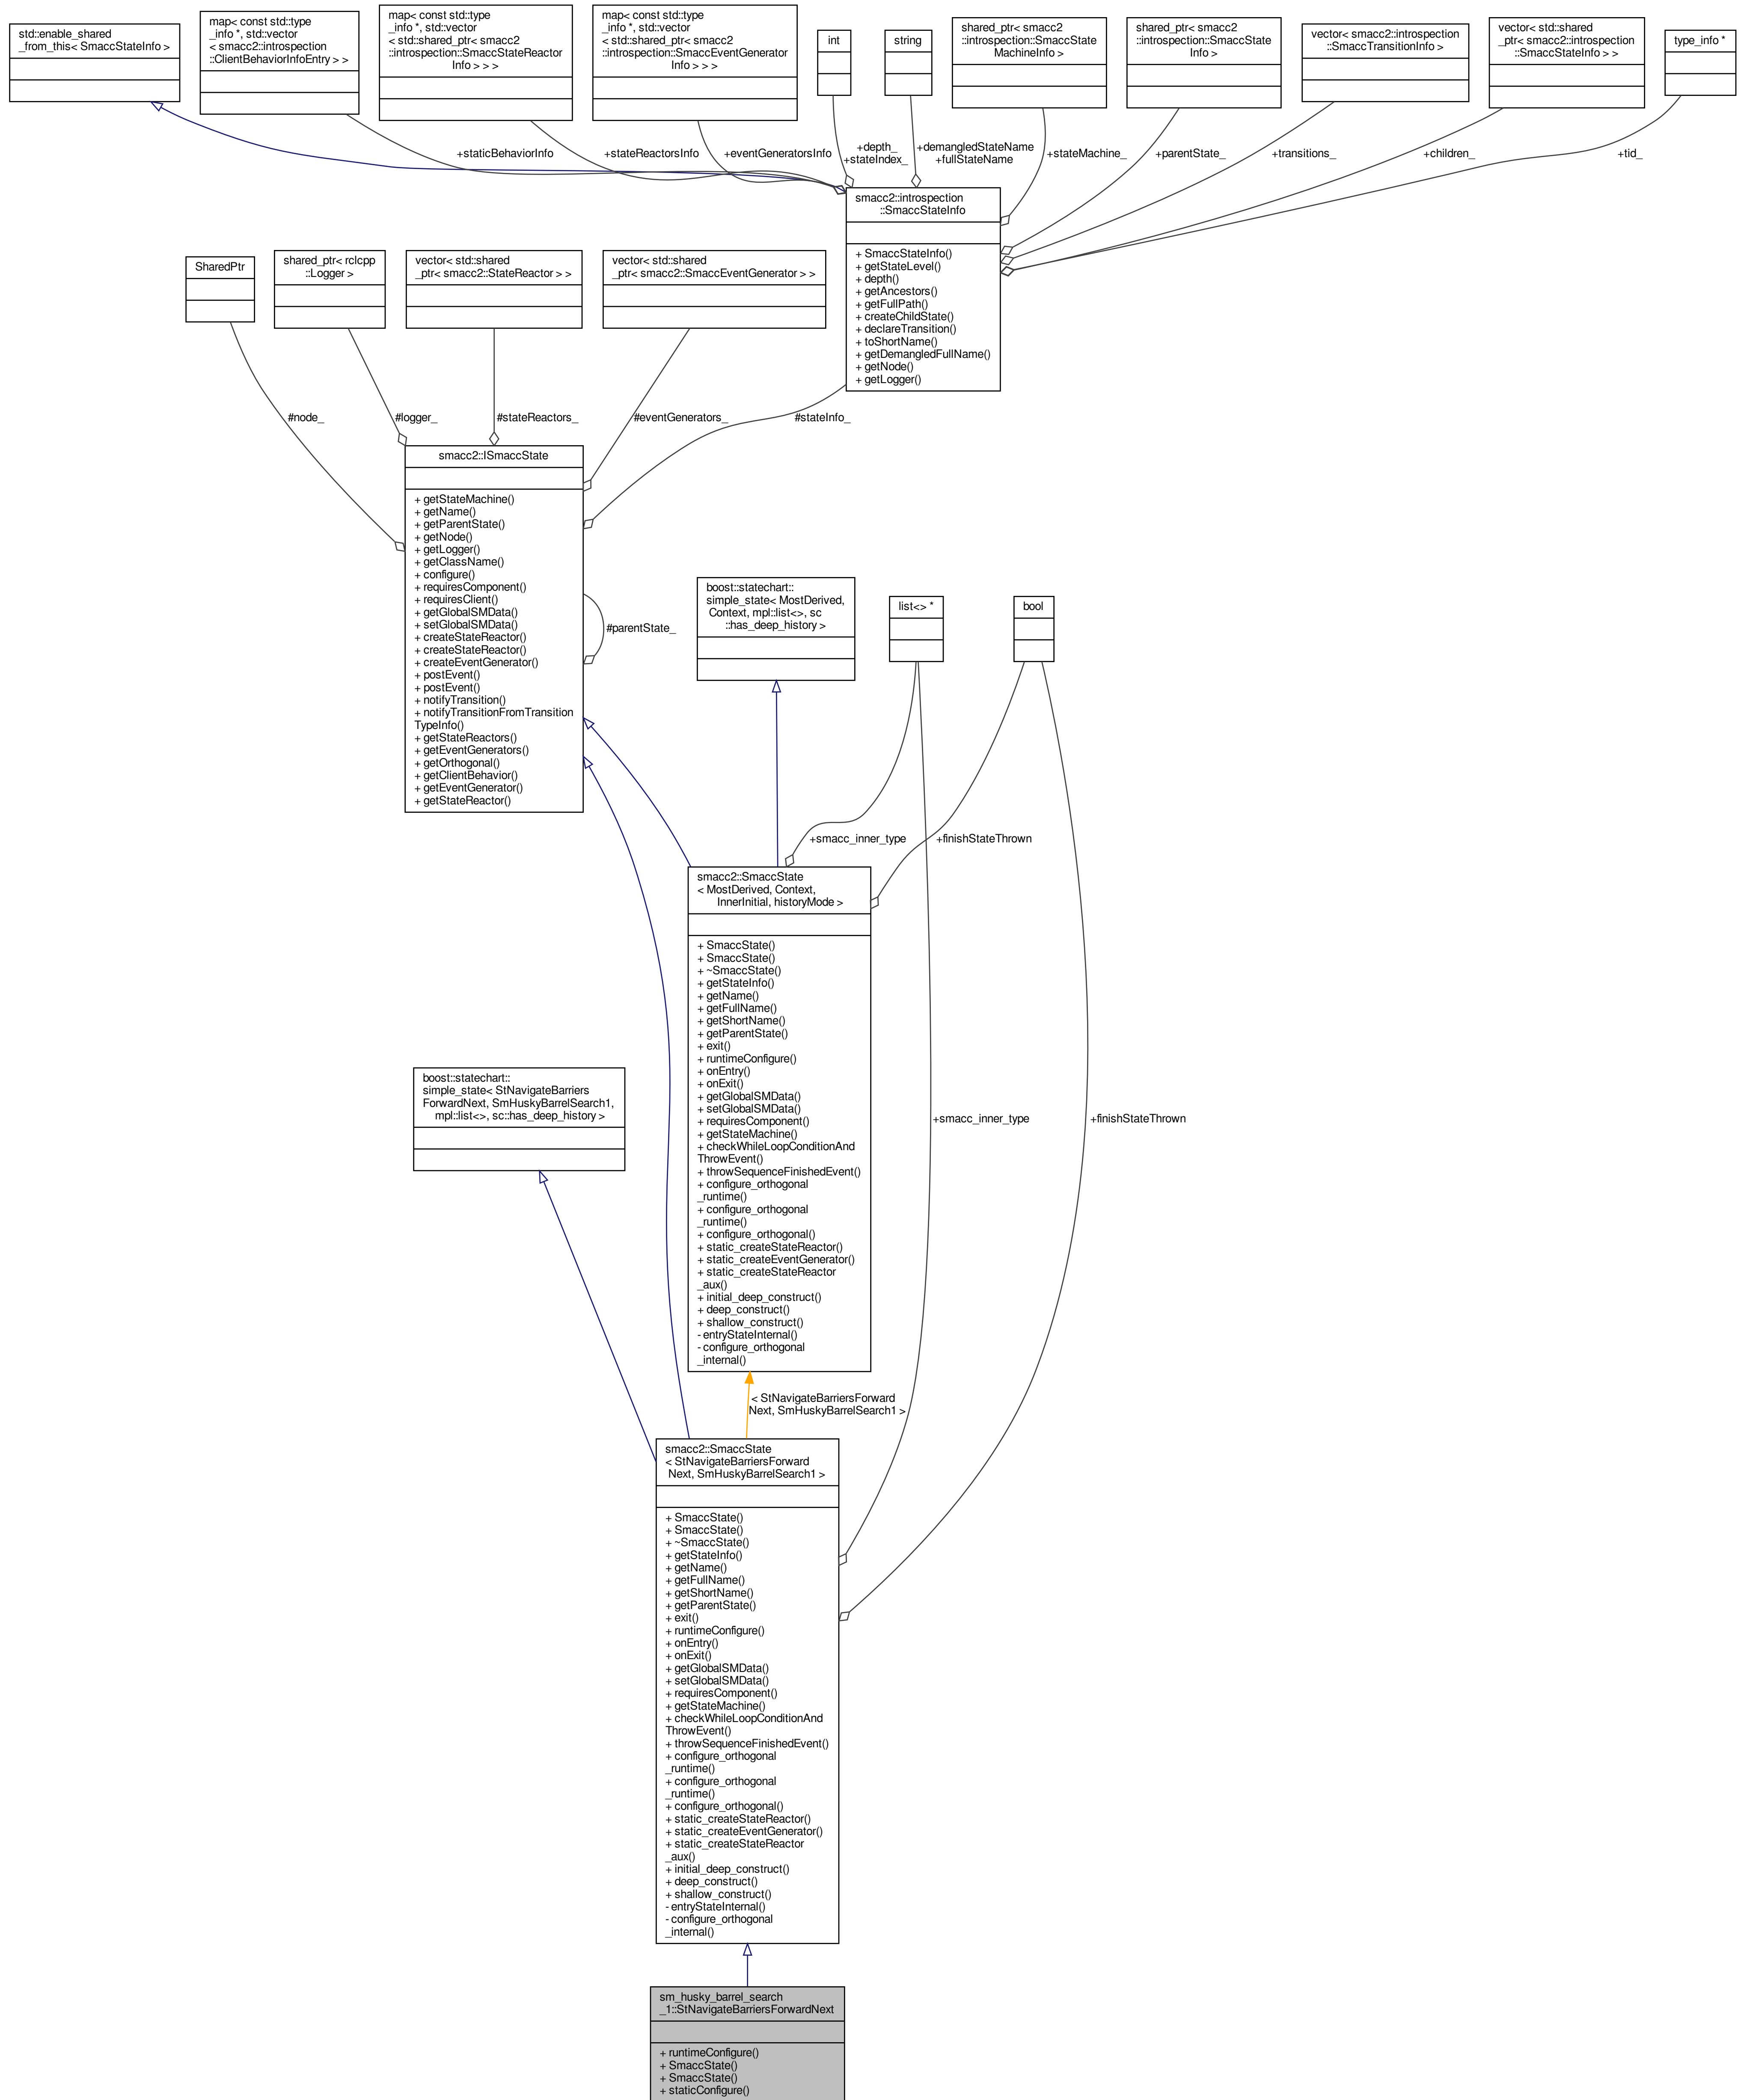 std::enable_shared
_from_this< SmaccStateInfo >
map< const std::type
_info *, std::vector
< smacc2::introspection
::ClientBehaviorInfoEntry > >
map< const std::type
_info *, std::vector
< std::shared_ptr< smacc2
::introspection::SmaccStateReactor
Info > > >
map< const std::type
_info *, std::vector
< std::shared_ptr< smacc2
::introspection::SmaccEventGenerator
Info > > >
int
string
shared_ptr< smacc2
::introspection::SmaccState
MachineInfo >
shared_ptr< smacc2
::introspection::SmaccState
Info >
vector< smacc2::introspection
::SmaccTransitionInfo >
vector< std::shared
_ptr< smacc2::introspection
::SmaccStateInfo > >
type_info *
+staticBehaviorInfo
+stateReactorsInfo
+eventGeneratorsInfo
+depth_
+stateIndex_
+demangledStateName
+fullStateName
+stateMachine_
+parentState_
+transitions_
+children_
+tid_
smacc2::introspection
::SmaccStateInfo
+ SmaccStateInfo()
+ getStateLevel()
+ depth()
+ getAncestors()
+ getFullPath()
+ createChildState()
+ declareTransition()
+ toShortName()
+ getDemangledFullName()
+ getNode()
+ getLogger()
SharedPtr
shared_ptr< rclcpp
::Logger >
vector< std::shared
_ptr< smacc2::StateReactor > >
vector< std::shared
_ptr< smacc2::SmaccEventGenerator > >
#node_
#logger_
#stateReactors_
#eventGenerators_
#stateInfo_
smacc2::ISmaccState
+ getStateMachine()
+ getName()
+ getParentState()
+ getNode()
+ getLogger()
+ getClassName()
+ configure()
+ requiresComponent()
+ requiresClient()
+ getGlobalSMData()
+ setGlobalSMData()
+ createStateReactor()
+ createStateReactor()
+ createEventGenerator()
+ postEvent()
+ postEvent()
+ notifyTransition()
+ notifyTransitionFromTransition
TypeInfo()
+ getStateReactors()
+ getEventGenerators()
+ getOrthogonal()
+ getClientBehavior()
+ getEventGenerator()
+ getStateReactor()
#parentState_
boost::statechart::
simple_state< MostDerived,
Context, mpl::list<>, sc
::has_deep_history >
list<> *
bool
+smacc_inner_type
+finishStateThrown
smacc2::SmaccState
< MostDerived, Context,
InnerInitial, historyMode >
+ SmaccState()
+ SmaccState()
+ ~SmaccState()
+ getStateInfo()
+ getName()
+ getFullName()
+ getShortName()
+ getParentState()
+ exit()
+ runtimeConfigure()
+ onEntry()
+ onExit()
+ getGlobalSMData()
+ setGlobalSMData()
+ requiresComponent()
+ getStateMachine()
+ checkWhileLoopConditionAnd
ThrowEvent()
+ throwSequenceFinishedEvent()
+ configure_orthogonal
_runtime()
+ configure_orthogonal
_runtime()
+ configure_orthogonal()
+ static_createStateReactor()
+ static_createEventGenerator()
+ static_createStateReactor
_aux()
+ initial_deep_construct()
+ deep_construct()
+ shallow_construct()
- entryStateInternal()
- configure_orthogonal
_internal()
boost::statechart::
simple_state< StNavigateBarriers
ForwardNext, SmHuskyBarrelSearch1,
mpl::list<>, sc::has_deep_history >
+smacc_inner_type
+finishStateThrown
< StNavigateBarriersForward
Next, SmHuskyBarrelSearch1 >
smacc2::SmaccState
< StNavigateBarriersForward
Next, SmHuskyBarrelSearch1 >
+ SmaccState()
+ SmaccState()
+ ~SmaccState()
+ getStateInfo()
+ getName()
+ getFullName()
+ getShortName()
+ getParentState()
+ exit()
+ runtimeConfigure()
+ onEntry()
+ onExit()
+ getGlobalSMData()
+ setGlobalSMData()
+ requiresComponent()
+ getStateMachine()
+ checkWhileLoopConditionAnd
ThrowEvent()
+ throwSequenceFinishedEvent()
+ configure_orthogonal
_runtime()
+ configure_orthogonal
_runtime()
+ configure_orthogonal()
+ static_createStateReactor()
+ static_createEventGenerator()
+ static_createStateReactor
_aux()
+ initial_deep_construct()
+ deep_construct()
+ shallow_construct()
- entryStateInternal()
- configure_orthogonal
_internal()
sm_husky_barrel_search
_1::StNavigateBarriersForwardNext
+ runtimeConfigure()
+ SmaccState()
+ SmaccState()
+ staticConfigure()